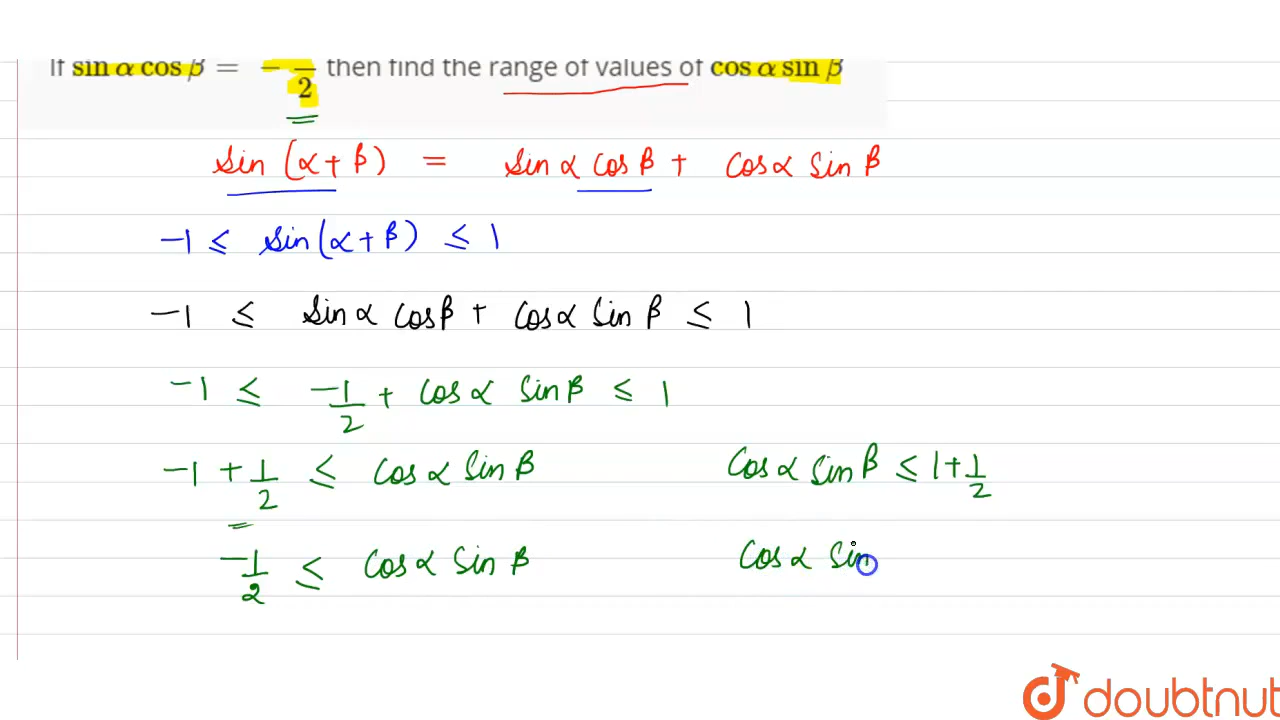 If sin α cos β = − /2 then find the range of values of cos α sin β
sin (α + β) = sin α cos β + cos α sin β
−1 ≤ sin (α + β) ≤ 1
−1 ≤ sin α cos β + cos α sin β ≤ 1
−1 ≤ −1/2 + cos α sin β ≤ 1
−1 + 1/2 ≤ cos α sin β cos α sin β ≤ 1 + 1/2
−1/2 ≤ cos α sin β cos α sin
doubtnut